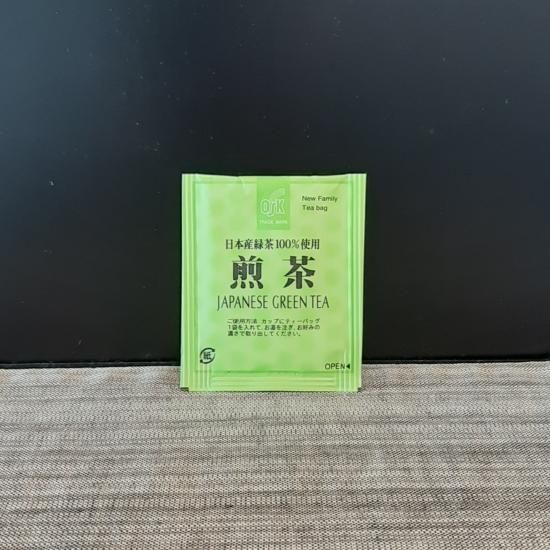 OSK
TRADE MARK
New Family
Tea bag
日本産緑茶100%使用
煎茶
JAPANESE GREEN TEA
ご使用方法 カップにティーバッグ
1袋を入れて、お湯を注ぎ、お好みの
濃さで取り出してください。
紙
OPEN◀